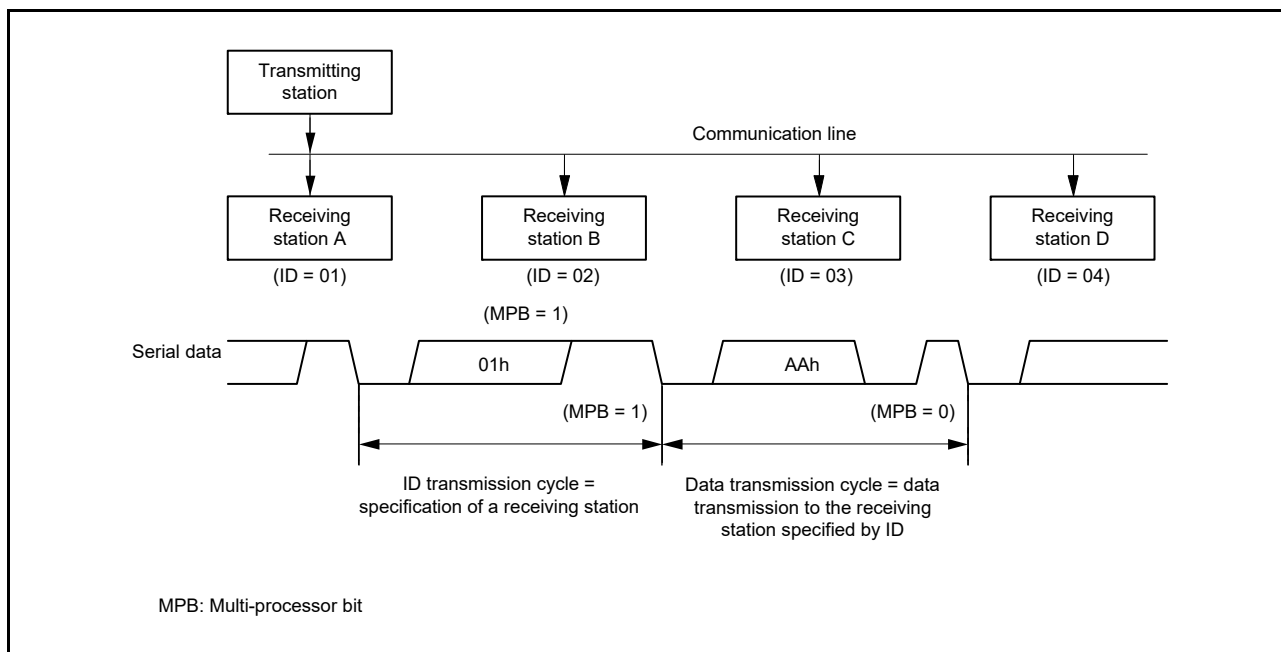 Transmitting
station
Communication line
Receiving
station A
Receiving
station B
Receiving
station C
Receiving
station D
(ID = 01)
(ID = 02)
(ID = 03)
(ID = 04)
(MPB = 1)
Serial data
01h
AAh
(MPB = 1)
(MPB = 0)
ID transmission cycle =
specification of a receiving station
Data transmission cycle = data
transmission to the receiving
station specified by ID
MPB: Multi-processor bit